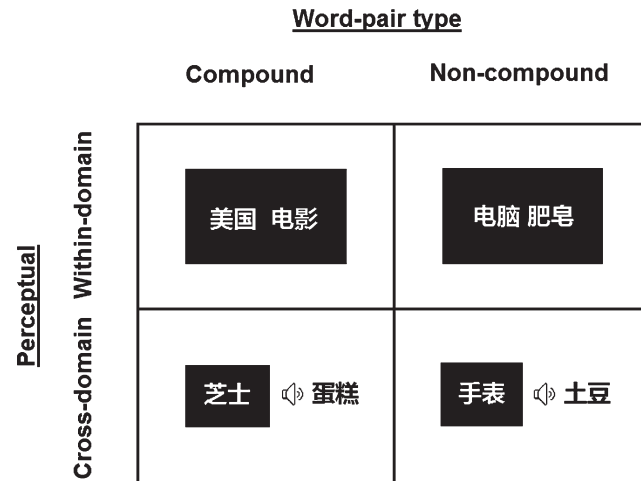 Word-pair type
Compound Non-compound
Perceptual
Within-domain
美国 电影
电脑 肥皂
Cross-domain
芝士 蛋糕
手表 土豆